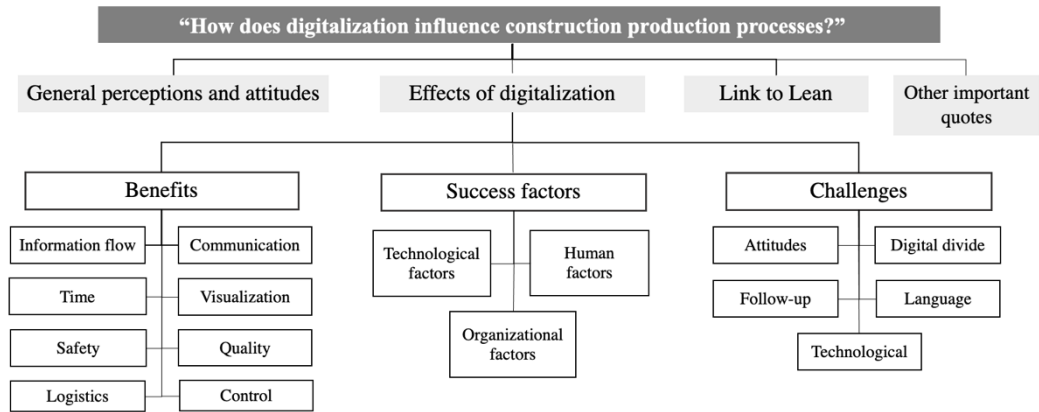 “How does digitalization influence construction production processes?”
General perceptions and attitudes
Effects of digitalization
Link to Lean
Other important
quotes
Benefits
Success factors
Challenges
Information flow
Communication
Time
Visualization
Safety
Quality
Logistics
Control
Technological
factors
Human
factors
Organizational
factors
Attitudes
Digital divide
Follow-up
Language
Technological